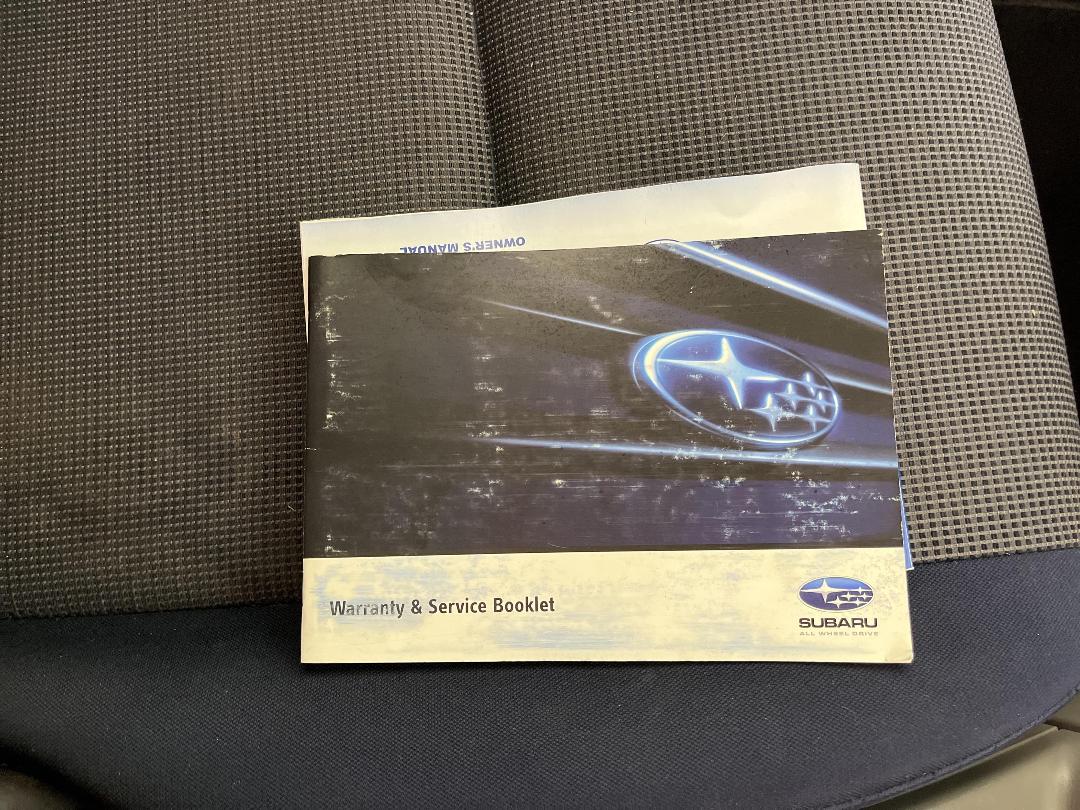 OWNER'S MANUAL
Warranty & Service Booklet
SUBARU
ALL WHEEL DRIVE